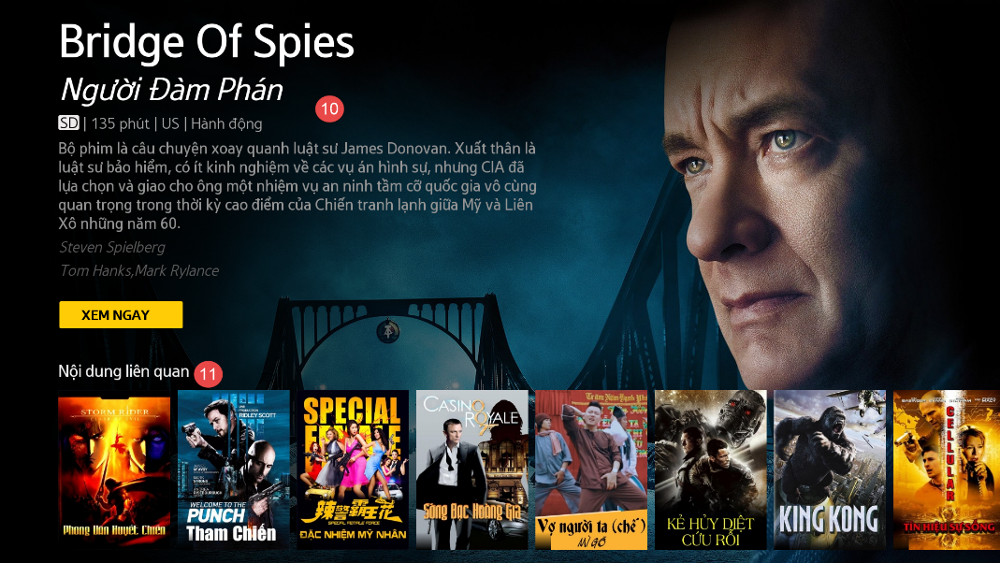 Bridge Of Spies
Người Đàm Phán
10
SD | 135 phút | US | Hành động
Bộ phim là câu chuyện xoay quanh luật sư James Donovan. Xuất thân là
luật sư bảo hiểm, có ít kinh nghiệm về các vụ án hình sự, nhưng CIA đã
lựa chọn và giao cho ông một nhiệm vụ an ninh tầm cỡ quốc gia vô cùng
quan trọng trong thời kỳ cao điểm của Chiến tranh lạnh giữa Mỹ và Liên
Xô những năm 60.
Steven Spielberg
Tom Hanks,Mark Rylance
XEM NGAY
Nội dung liên quan
11
STORM RIDER
Phong Vân Quyết Chiến
RIDLEY SCOTT
WELCOME TO THE
PUNCH
Tham Chiến
SPECIAL
FEMALE
FORCE
辣警霸王花
SPECIAL FEMALE FORCE
ĐẶC NHIỆM MỸ NHÂN
CASINO
ROYALE
Sòng Bạc Hoàng Gia
Vợ người ta (chế)
MÌ GÕ
KẺ HỦY DIỆT
CỨU RỖI
KING KONG
CELLULAR
TÍN HIỆU SỰ SỐNG